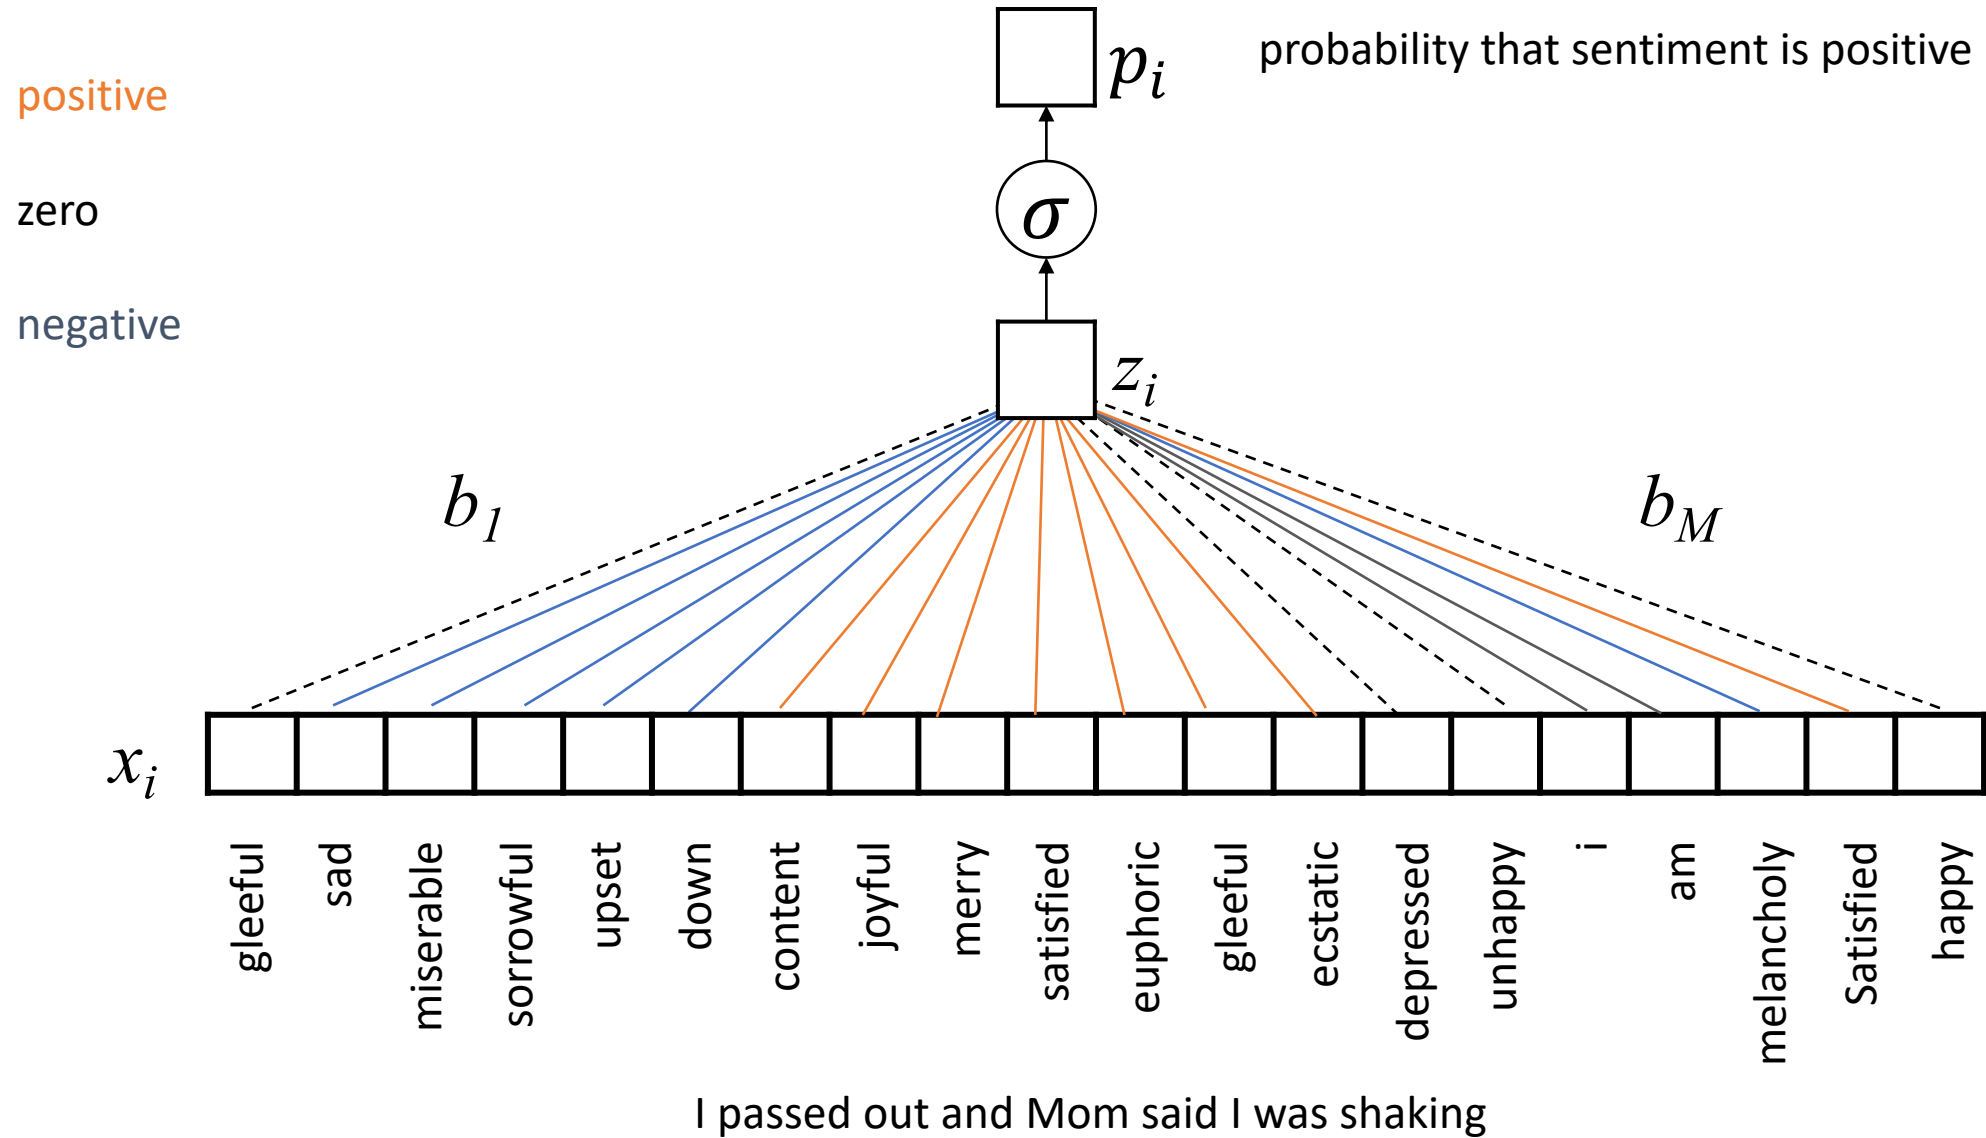 probability that sentiment is positive
p_i
positive
zero
σ
negative
z_i
b_1
b_M
x_i
gleeful
sad
miserable
sorrowful
upset
down
content
joyful
merry
satisfied
euphoric
gleeful
ecstatic
depressed
unhappy
i
am
melancholy
Satisfied
happy
I passed out and Mom said I was shaking